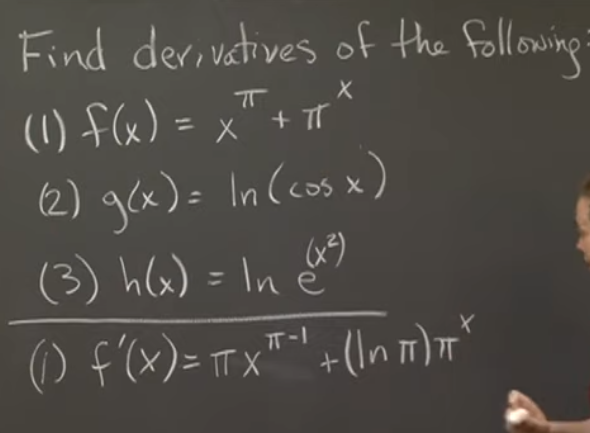 Find derivatives of the following:
(1) f(x) = x^π + π^x
(2) g(x) = ln(cos x)
(3) h(x) = ln e^(x²)
(1) f'(x) = πx^(π-1) + (ln π)π^x